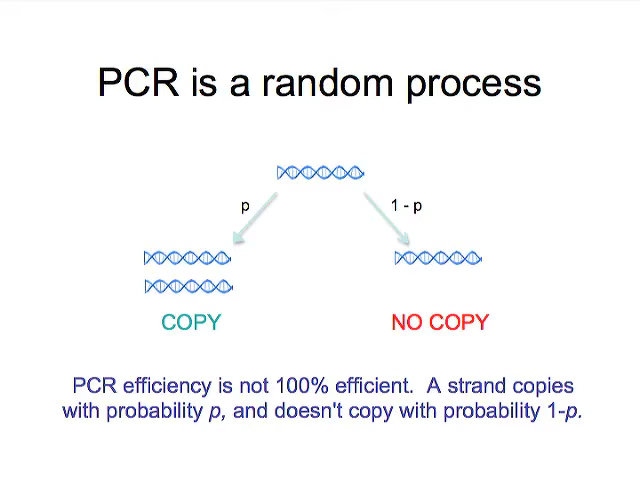 PCR is a random process
p
1 - p
COPY
NO COPY
PCR efficiency is not 100% efficient.  A strand copies
with probability p, and doesn't copy with probability 1-p.